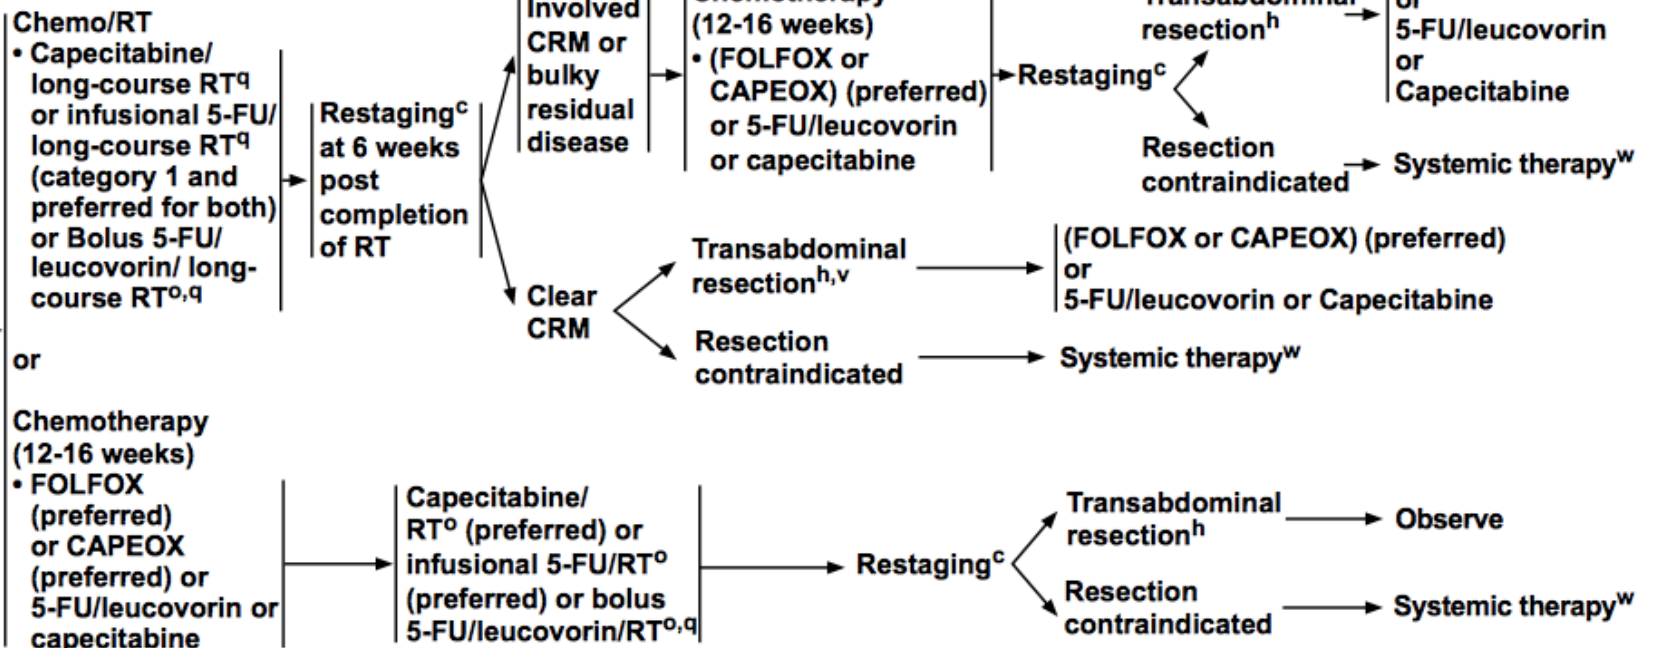 Chemo/RT
• Capecitabine/
long-course RTq
or infusional 5-FU/
long-course RTq
(category 1 and
preferred for both)
or Bolus 5-FU/
leucovorin/ long-
course RTo,q
Restagingc
at 6 weeks
post
completion
of RT
Involved
CRM or
bulky
residual
disease
Chemotherapy
(12-16 weeks)
• (FOLFOX or
CAPEOX) (preferred)
or 5-FU/leucovorin
or capecitabine
Restagingc
Transabdominal
resectionh
or
5-FU/leucovorin
or
Capecitabine
Resection
contraindicated
Systemic therapyw
Clear
CRM
Transabdominal
resectionh,v
(FOLFOX or CAPEOX) (preferred)
or
5-FU/leucovorin or Capecitabine
Resection
contraindicated
Systemic therapyw
or
Chemotherapy
(12-16 weeks)
• FOLFOX
(preferred)
or CAPEOX
(preferred) or
5-FU/leucovorin or
capecitabine
Capecitabine/
RTo (preferred) or
infusional 5-FU/RTo
(preferred) or bolus
5-FU/leucovorin/RTo,q
Restagingc
Transabdominal
resectionh
Observe
Resection
contraindicated
Systemic therapyw